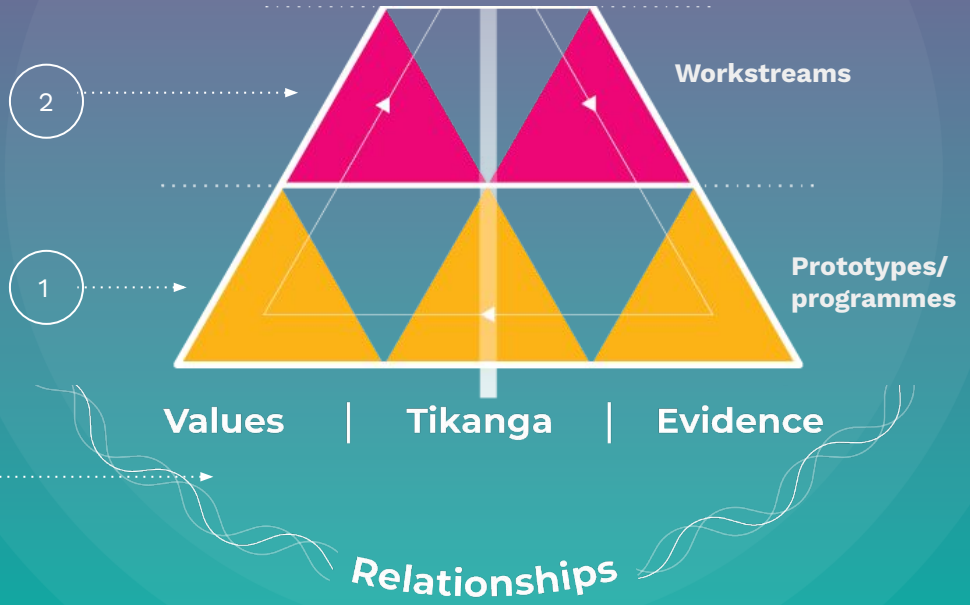 2
Workstreams
1
Prototypes/
programmes
Values | Tikanga | Evidence
Relationships